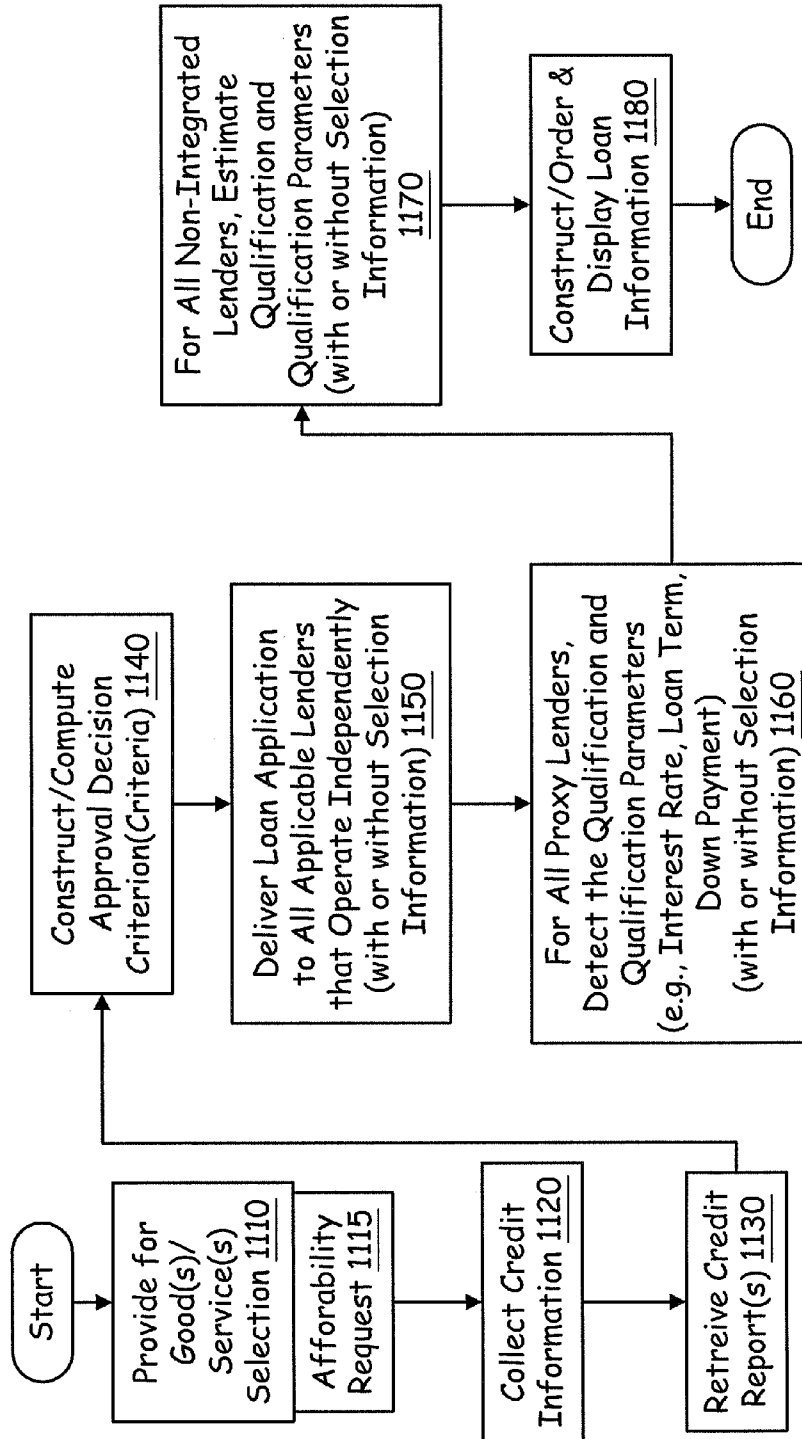 Start
Provide for
Good(s)/
Service(s)
Selection 1110
Afforability
Request 1115
Collect Credit
Information 1120
Retreive Credit
Report(s) 1130
Construct/Compute
Approval Decision
Criterion(Criteria) 1140
Deliver Loan Application
to All Applicable Lenders
that Operate Independently
(with or without Selection
Information) 1150
For All Proxy Lenders,
Detect the Qualification and
Qualification Parameters
(e.g., Interest Rate, Loan Term,
Down Payment)
(with or without Selection
Information) 1160
For All Non-Integrated
Lenders, Estimate
Qualification and
Qualification Parameters
(with or without Selection
Information)
1170
Construct/Order &
Display Loan
Information 1180
End